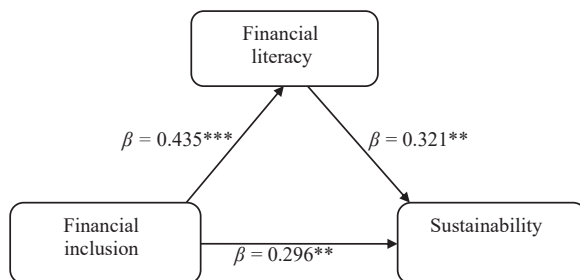 Financial
literacy
β = 0.435***
β = 0.321**
Financial
inclusion
Sustainability
β = 0.296**